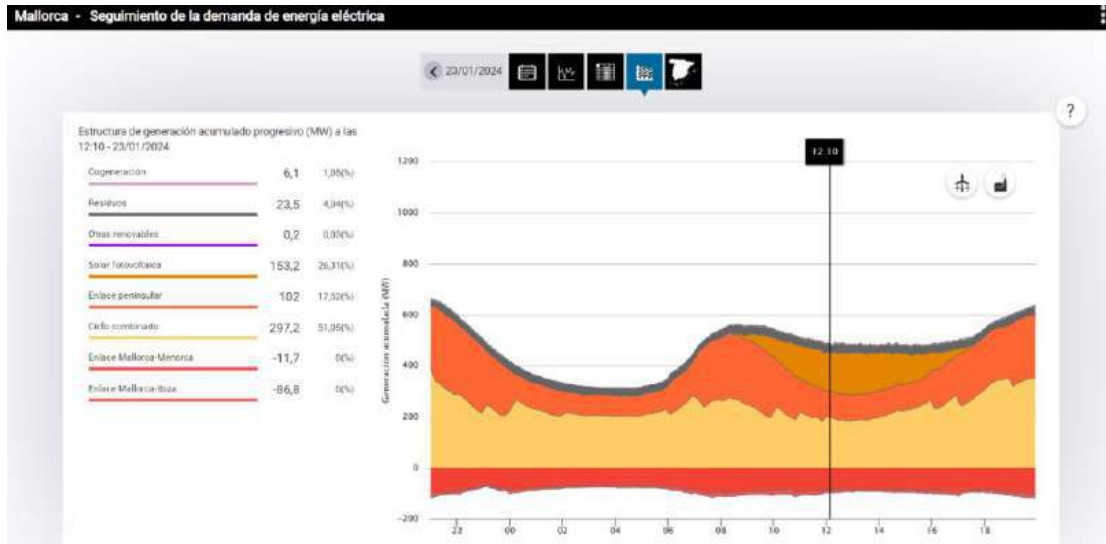 Mallorca - Seguimiento de la demanda de energía eléctrica
23/01/2024
?
Estructura de generación acumulado progresivo (MW) a las
12:10 - 23/01/2024
Cogeneración 6,1 1,05(%)
Residuos 23,5 4,04(%)
Otras renovables 0,2 0,03(%)
Solar fotovoltaica 153,2 26,31(%)
Enlace peninsular 102 17,52(%)
Ciclo combinado 297,2 51,05(%)
Enlace Mallorca-Menorca -11,7 0(%)
Enlace Mallorca-Ibiza -86,8 0(%)
12:10
Generación acumulada (MW)
1200
1000
800
600
400
200
0
-200
22 00 02 04 06 08 10 12 14 16 18